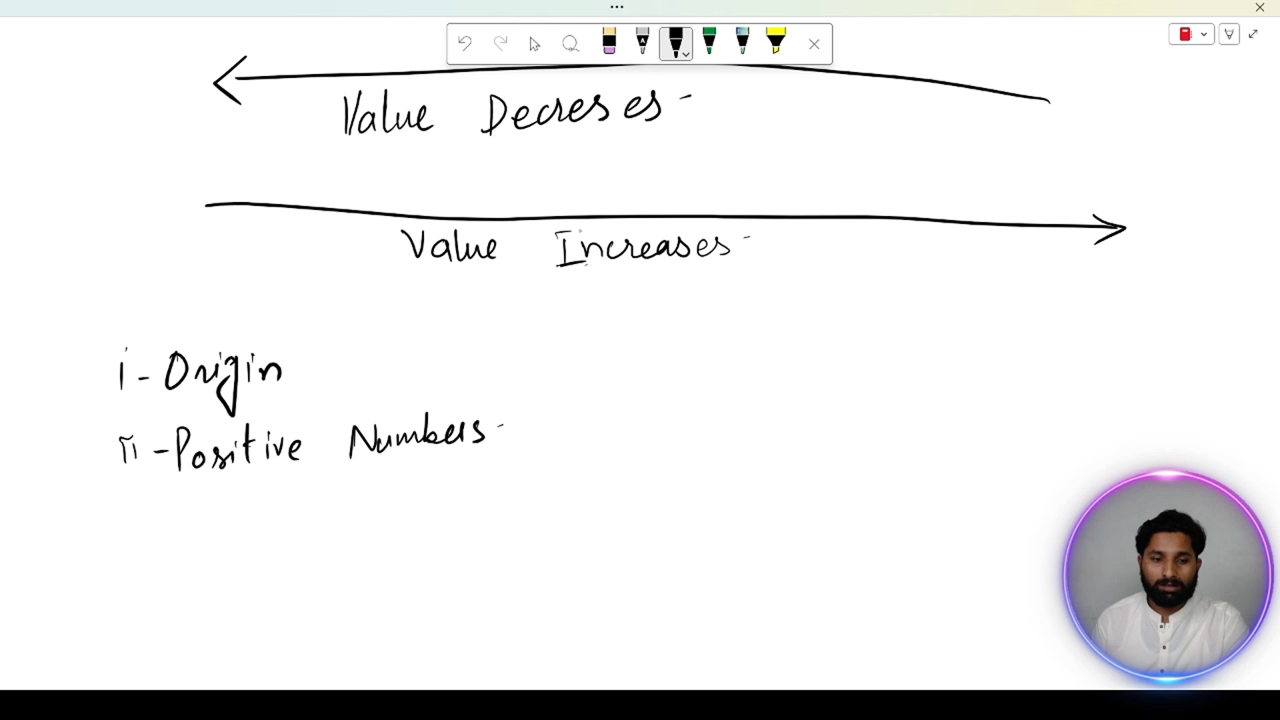 Value Decreses-
Value Increases-
i-Origin
ii-Positive Numbers-